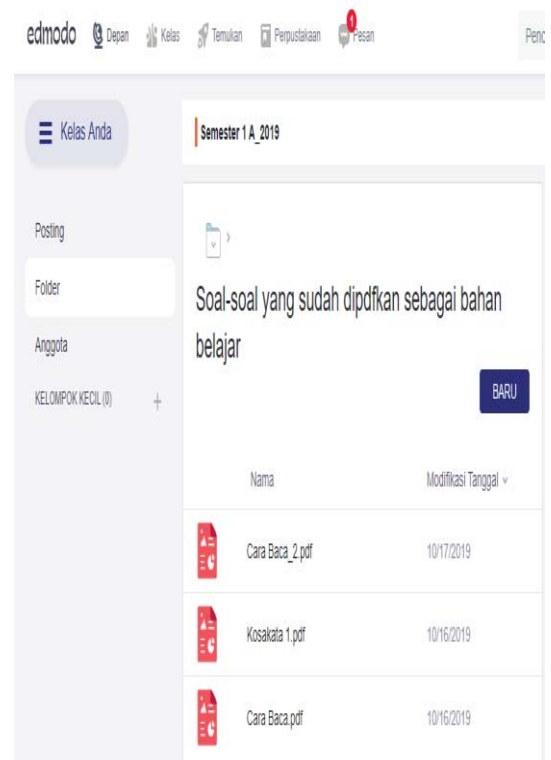 edmodo Depan Kelas Temukan Perpustakaan 1 Pesan
Kelas Anda
Semester 1 A_2019
Posting
Folder
Anggota
KELOMPOK KECIL (0) +
Soal-soal yang sudah dipdfkan sebagai bahan
belajar
BARU
Nama Modifikasi Tanggal
Cara Baca_2.pdf 10/17/2019
Kosakata 1.pdf 10/16/2019
Cara Baca.pdf 10/16/2019